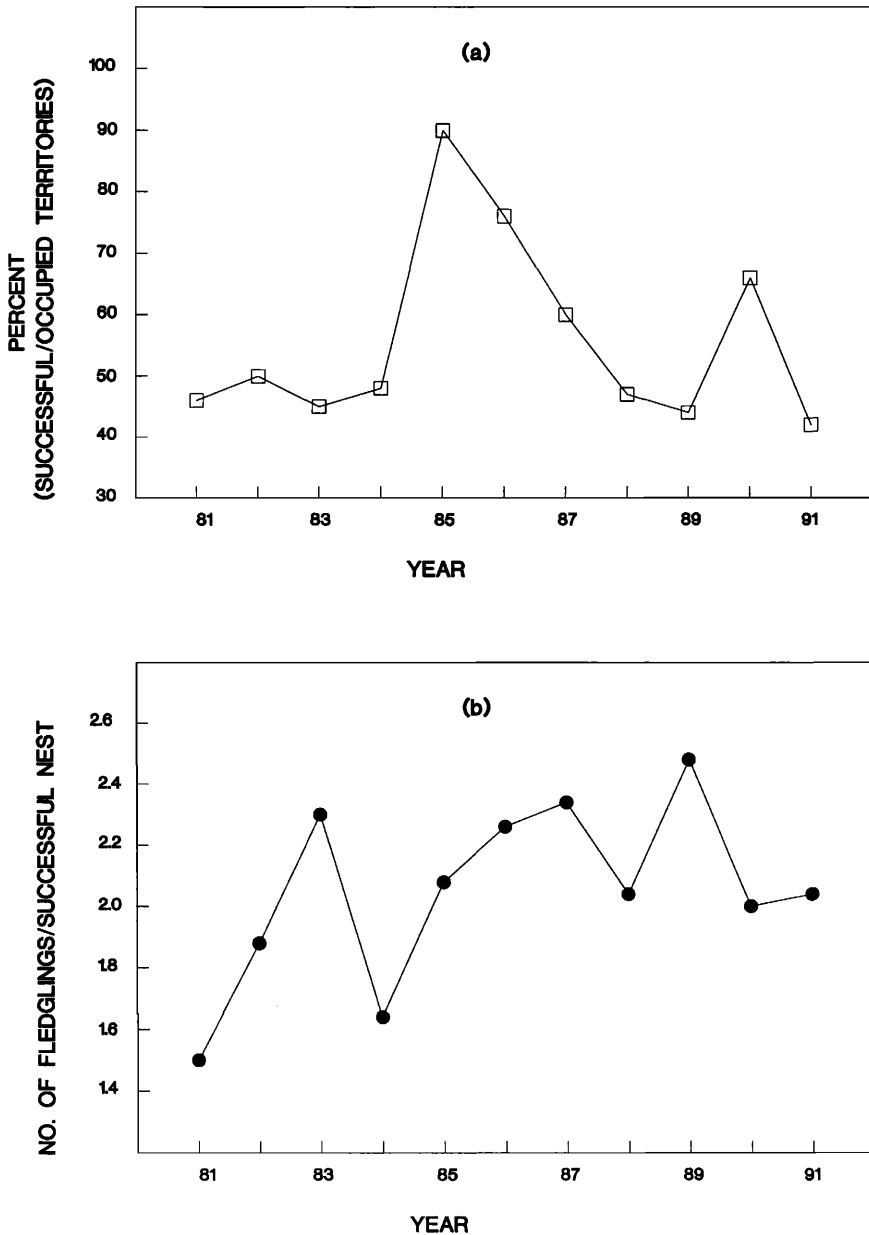 (a)
PERCENT
(SUCCESSFUL/OCCUPIED TERRITORIES)
100
90
80
70
60
50
40
30
81 83 85 87 89 91
YEAR
(b)
NO. OF FLEDGLINGS/SUCCESSFUL NEST
2.6
2.4
2.2
2.0
1.8
1.6
1.4
81 83 85 87 89 91
YEAR